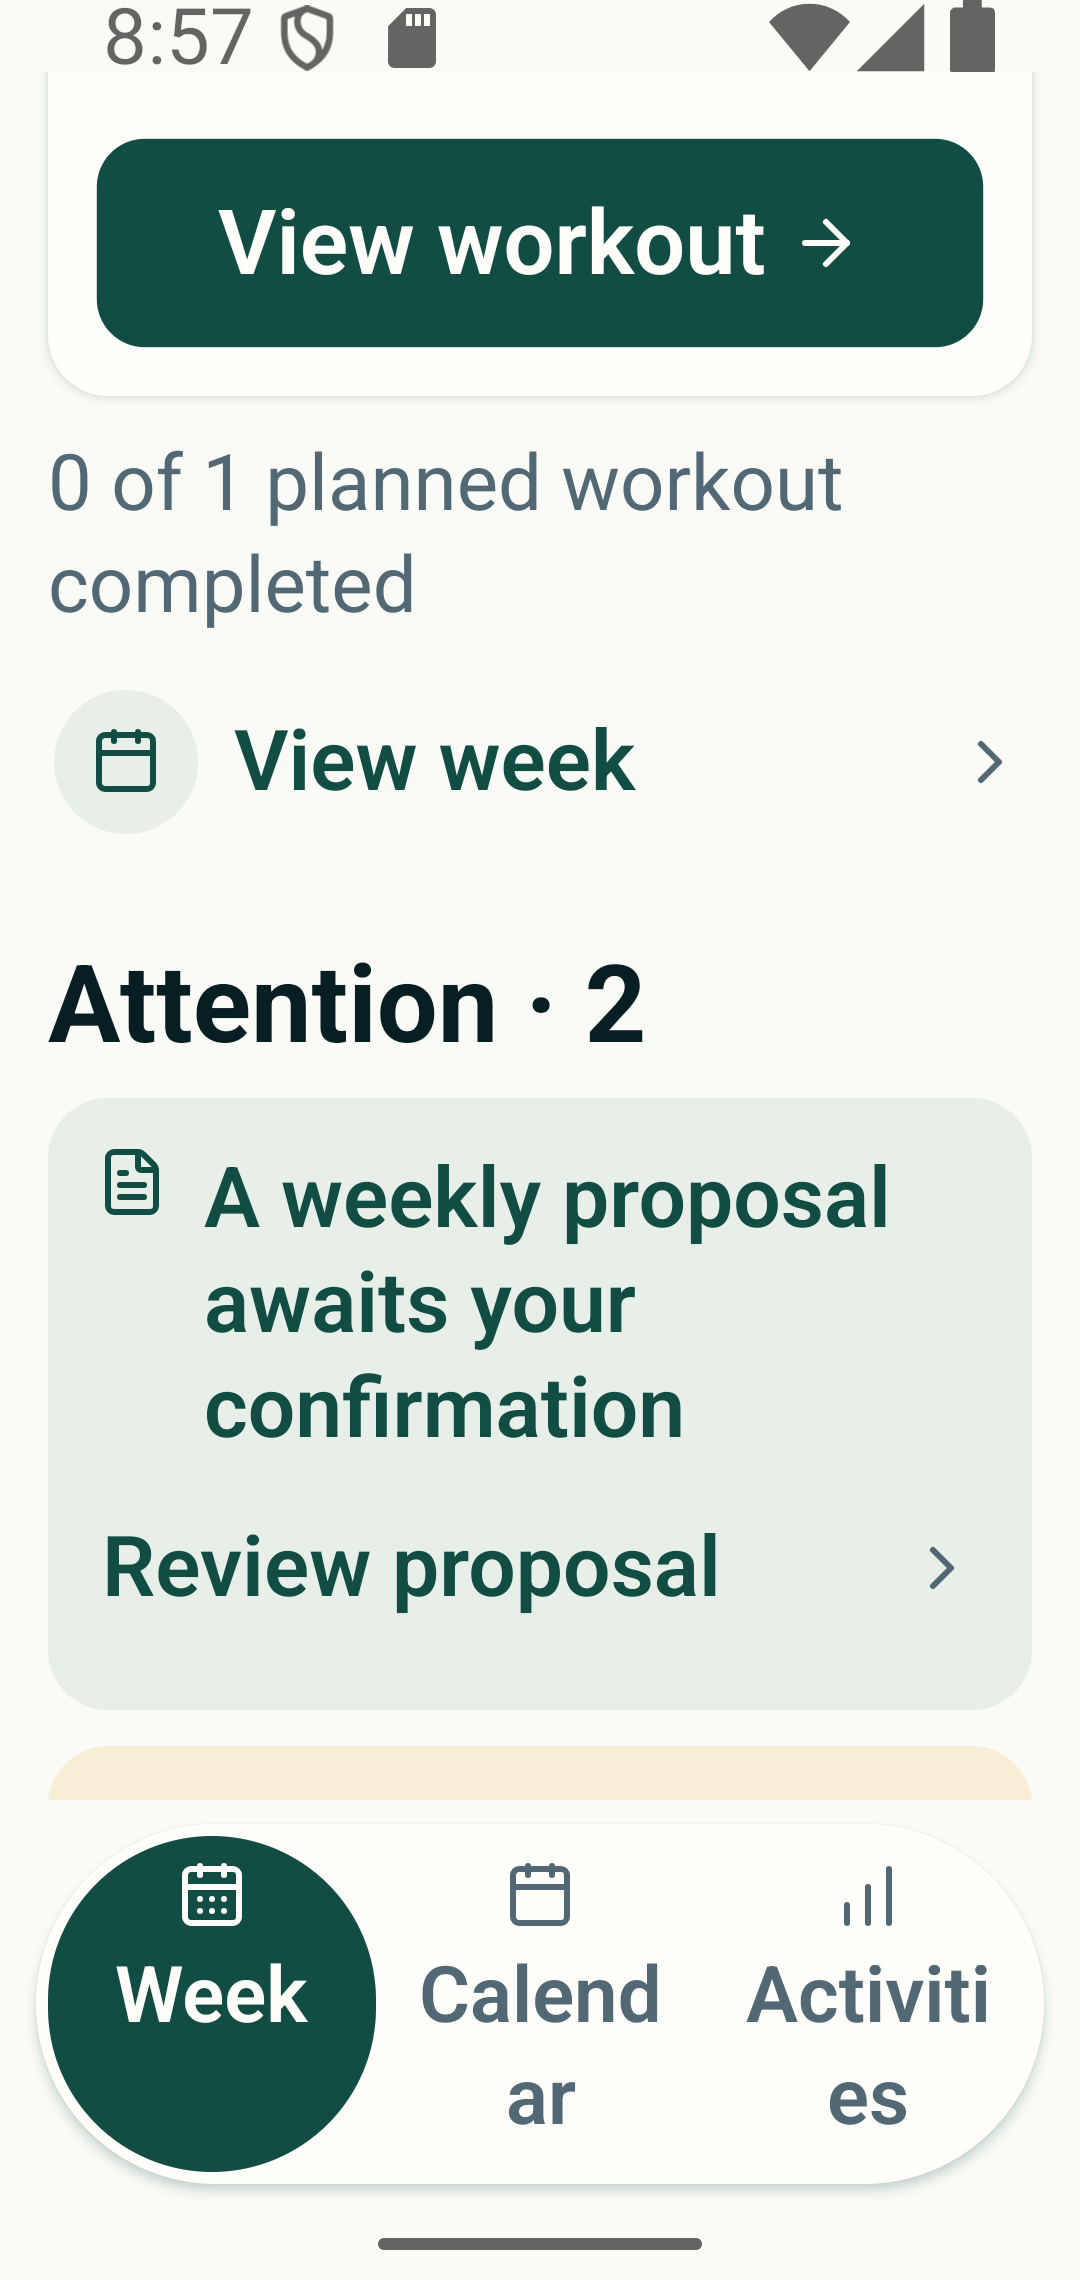 8:57
View workout
0 of 1 planned workout
completed
View week
Attention · 2
A weekly proposal
awaits your
confirmation
Review proposal
Week
Calend
ar
Activiti
es